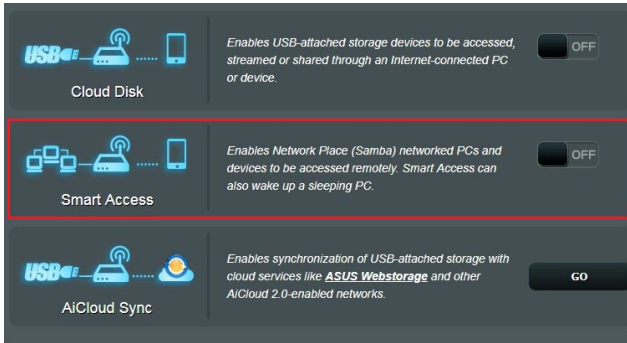 USB
Enables USB-attached storage devices to be accessed,
streamed or shared through an Internet-connected PC
or device.
OFF
Cloud Disk
Enables Network Place (Samba) networked PCs and
devices to be accessed remotely. Smart Access can
also wake up a sleeping PC.
OFF
Smart Access
USB
Enables synchronization of USB-attached storage with
cloud services like ASUS Webstorage and other
AiCloud 2.0-enabled networks.
GO
AiCloud Sync